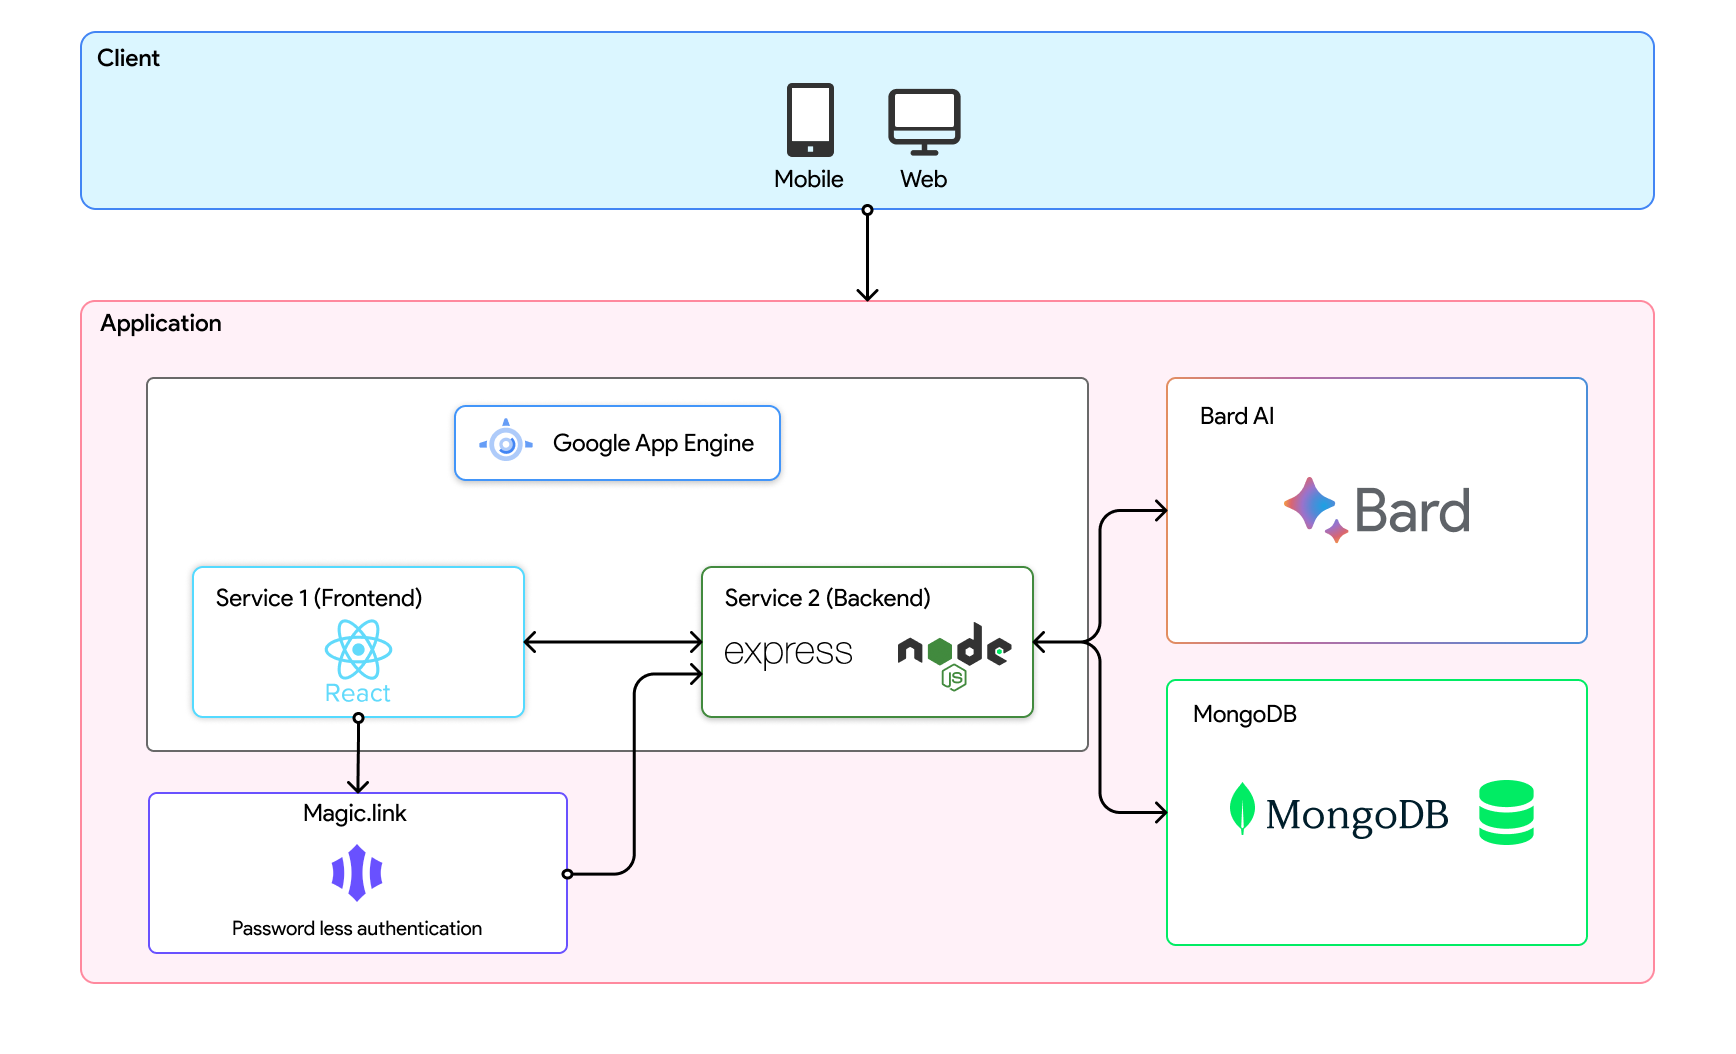 Client
Mobile
Web
Application
Google App Engine
Bard AI
Bard
Service 1 (Frontend)
React
Service 2 (Backend)
express
node
JS
MongoDB
MongoDB
Magic.link
Password less authentication